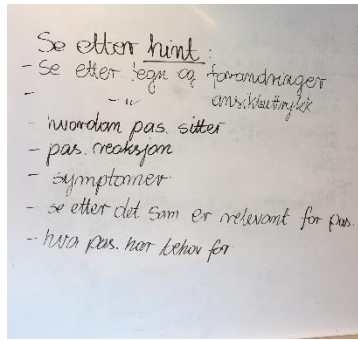 Se etter hint:
- Se etter tegn og forandringer
- -"- ansiktsuttrykk
- hvordan pas. sitter
- pas. reaksjon
- symptomer
- se etter det som er relevant for pas.
- hva pas. har behov for